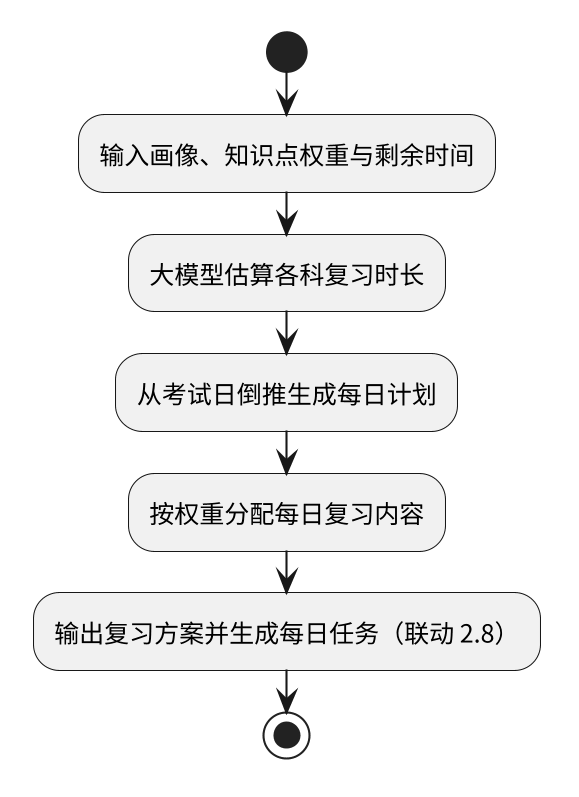 输入画像、知识点权重与剩余时间
大模型估算各科复习时长
从考试日倒推生成每日计划
按权重分配每日复习内容
输出复习方案并生成每日任务（联动 2.8）